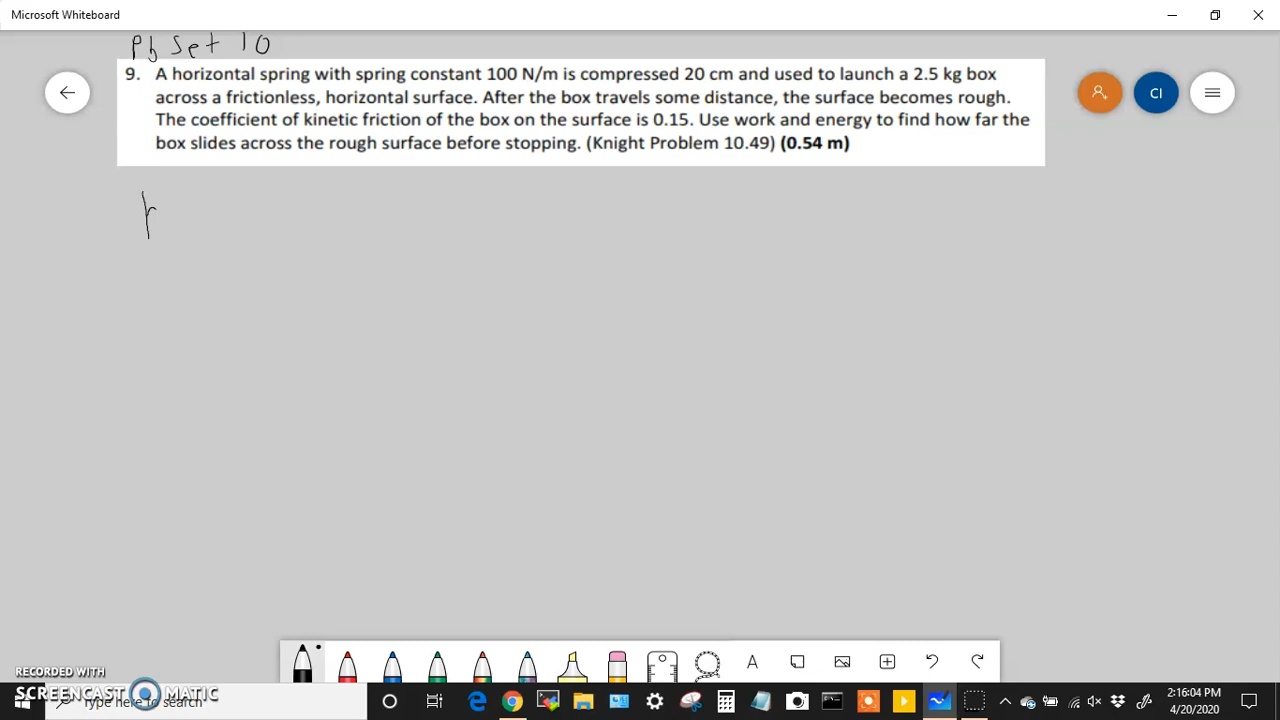 Microsoft Whiteboard
Pb Set 10
9. A horizontal spring with spring constant 100 N/m is compressed 20 cm and used to launch a 2.5 kg box
across a frictionless, horizontal surface. After the box travels some distance, the surface becomes rough.
The coefficient of kinetic friction of the box on the surface is 0.15. Use work and energy to find how far the
box slides across the rough surface before stopping. (Knight Problem 10.49) (0.54 m)
CI
RECORDED WITH
SCREENCAST MATIC
Type here to search
2:16:04 PM
4/20/2020